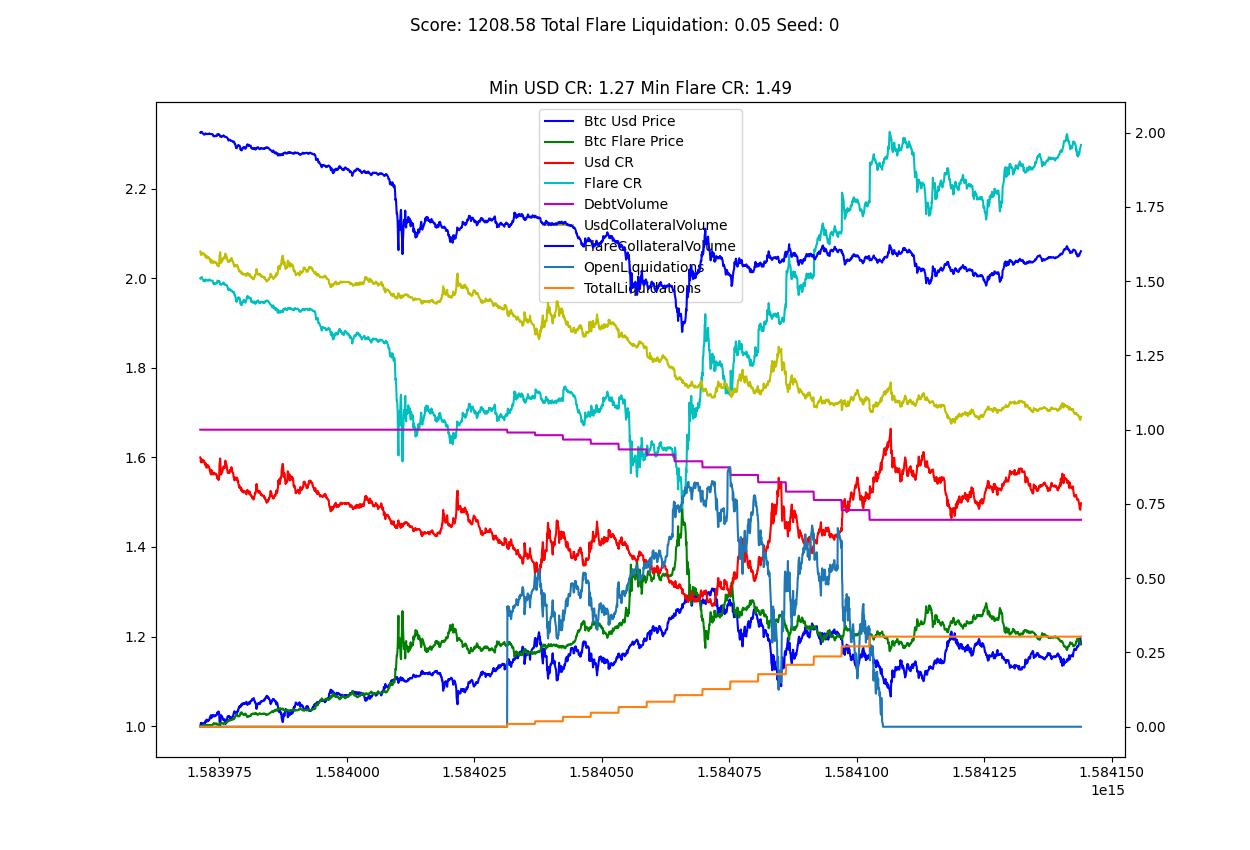 Score: 1208.58 Total Flare Liquidation: 0.05 Seed: 0
Min USD CR: 1.27 Min Flare CR: 1.49
Btc Usd Price
Btc Flare Price
Usd CR
Flare CR
DebtVolume
UsdCollateralVolume
FlareCollateralVolume
OpenLiquidations
TotalLiquidations
2.2
2.0
1.8
1.6
1.4
1.2
1.0
2.00
1.75
1.50
1.25
1.00
0.75
0.50
0.25
0.00
1.583975 1.584000 1.584025 1.584050 1.584075 1.584100 1.584125 1.584150
1e15